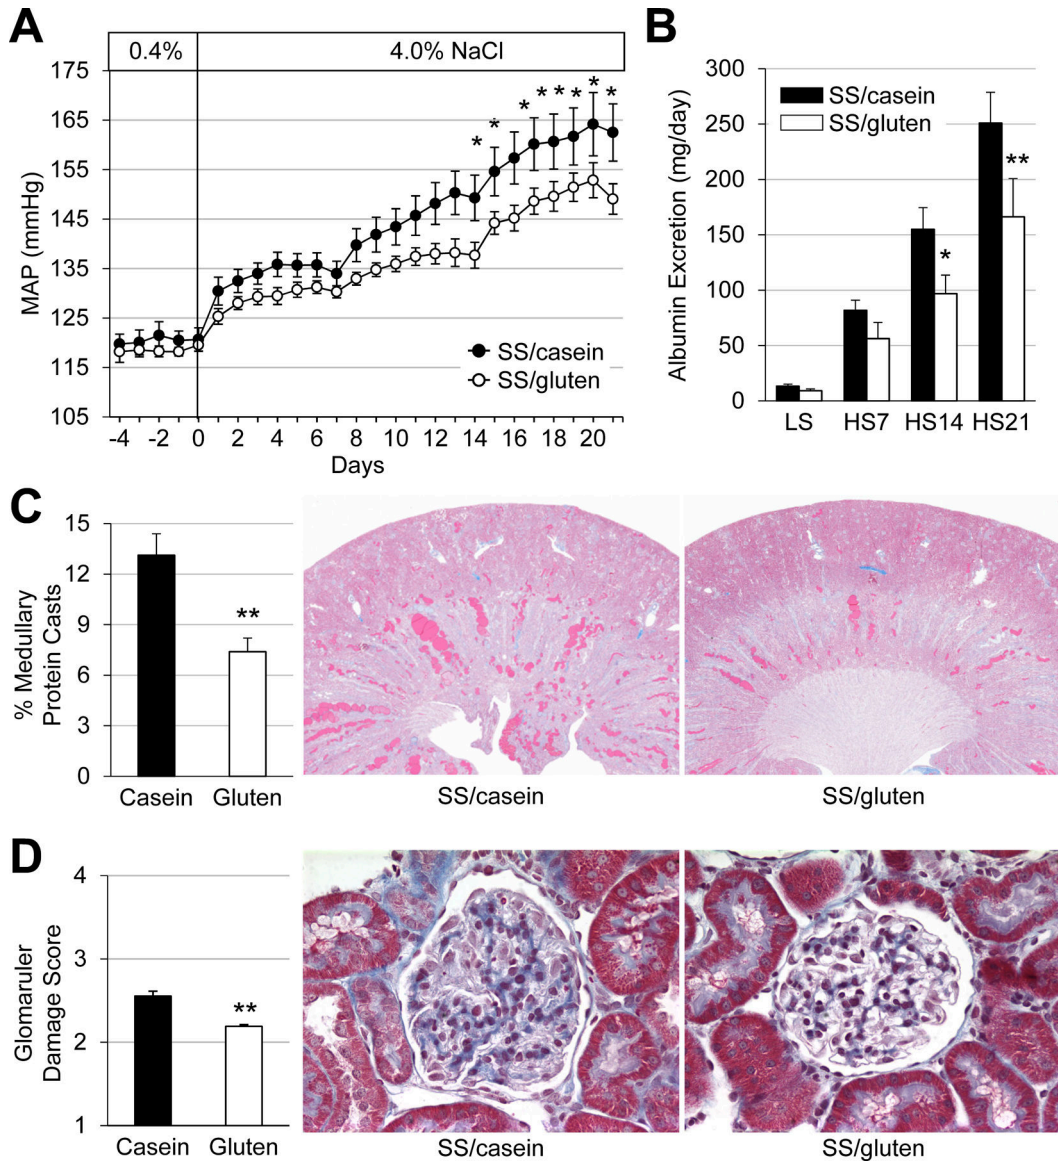 A
0.4%
4.0% NaCl
175
165
155
145
135
125
115
105
MAP (mmHg)
* * * * * * * *
SS/casein
SS/gluten
-4 -2 0 2 4 6 8 10 12 14 16 18 20
Days
B
300
250
200
150
100
50
0
Albumin Excretion (mg/day)
SS/casein
SS/gluten
*
**
LS HS7 HS14 HS21
C
15
12
9
6
3
0
% Medullary
Protein Casts
**
Casein Gluten
SS/casein
SS/gluten
D
4
3
2
1
Glomaruler
Damage Score
**
Casein Gluten
SS/casein
SS/gluten